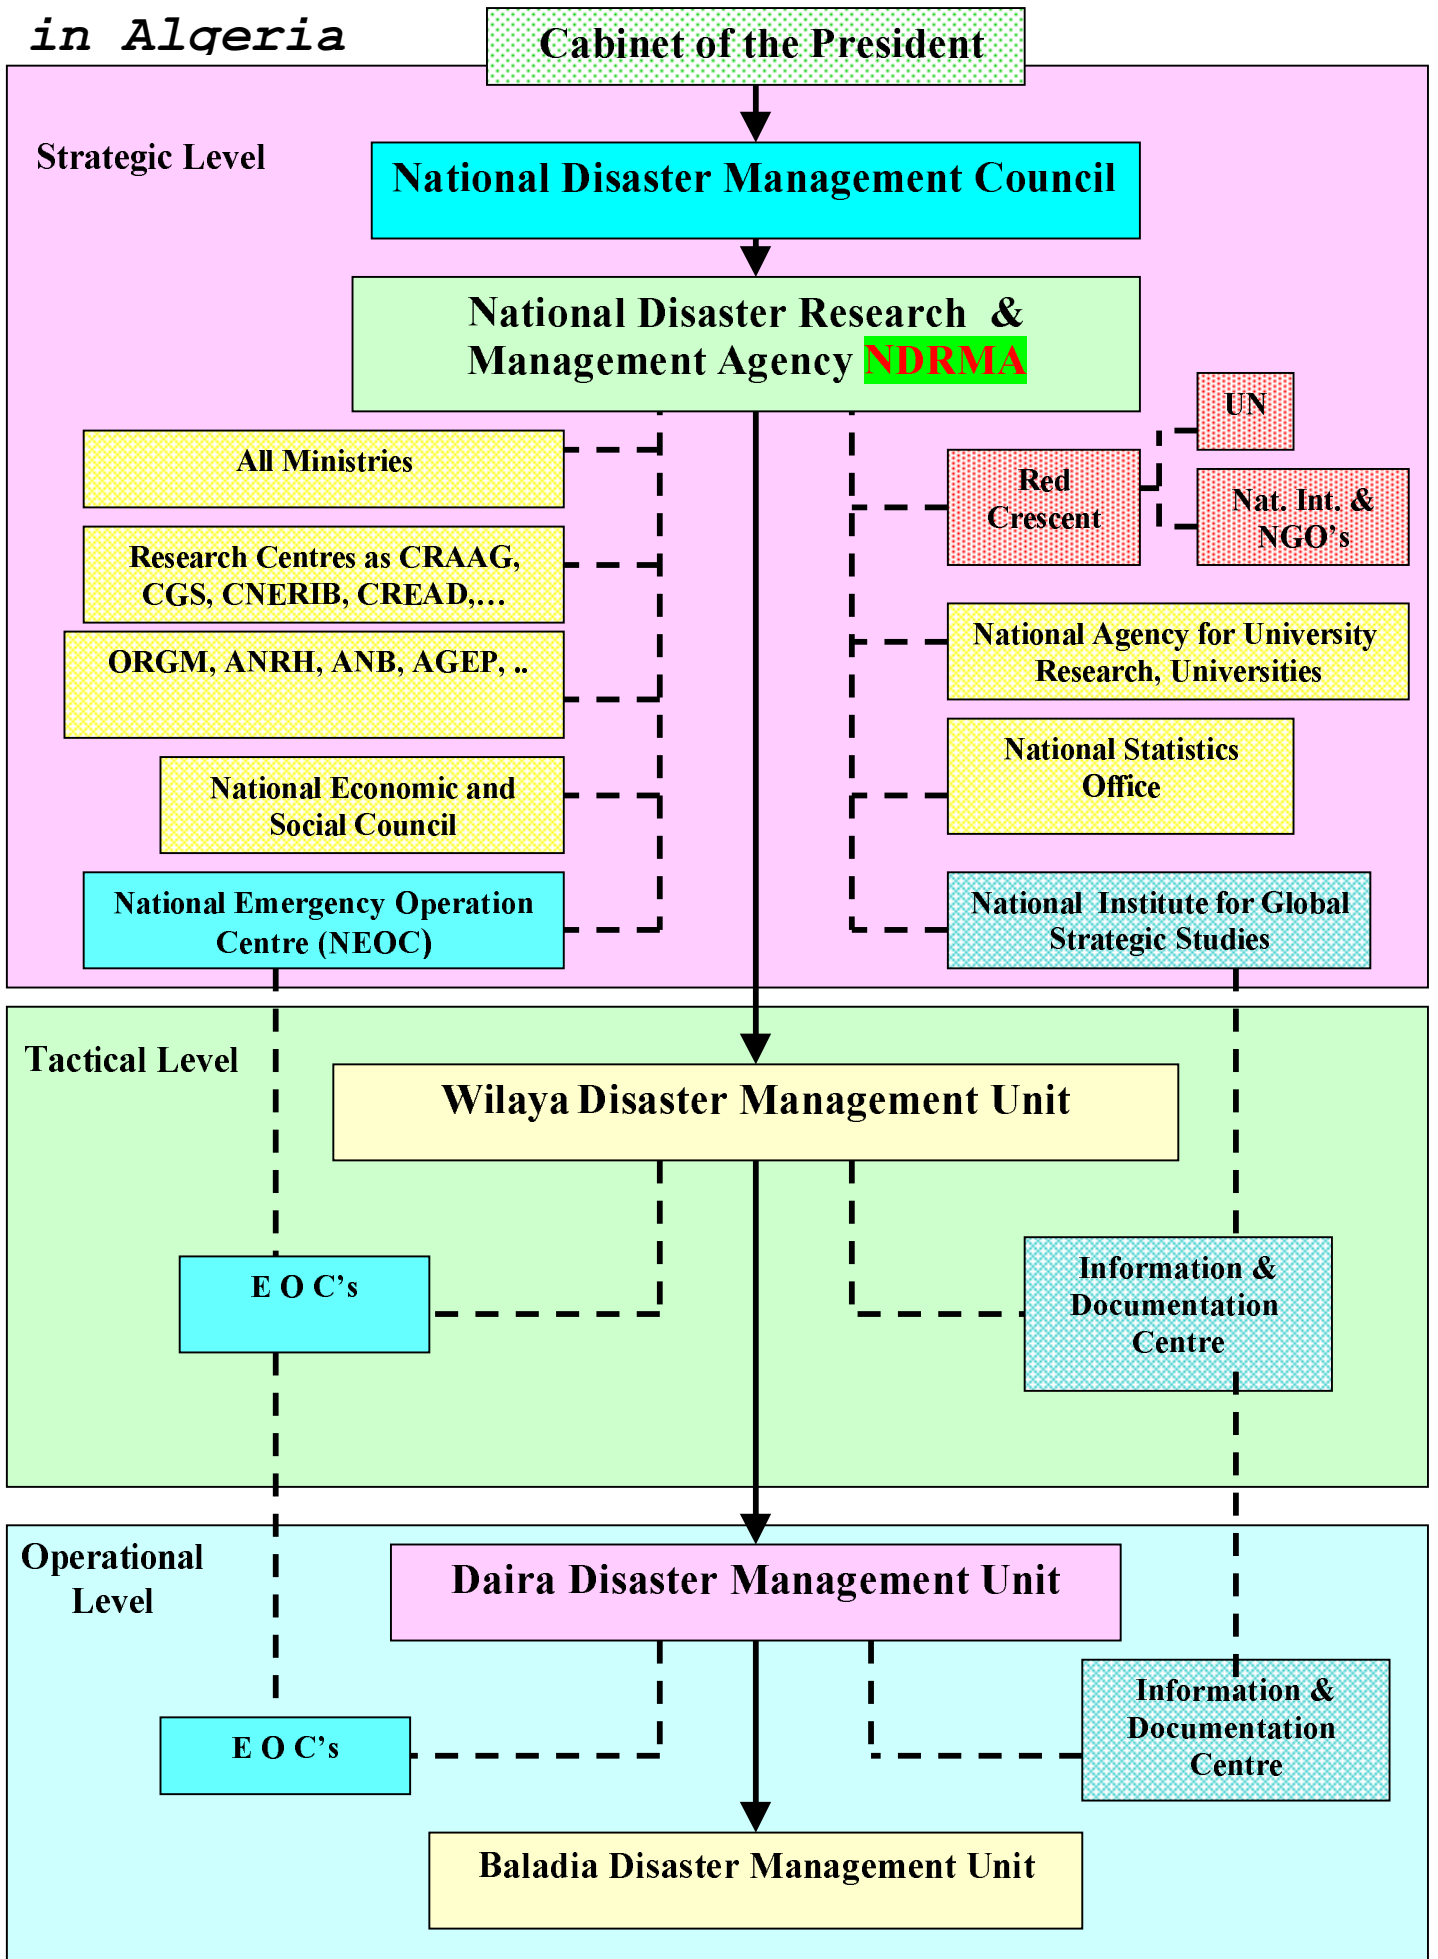 in Algeria
Cabinet of the President
Strategic Level
National Disaster Management Council
National Disaster Research &
Management Agency NDRMA
All Ministries
Research Centres as CRAAG,
CGS, CNERIB, CREAD,…
ORGM, ANRH, ANB, AGEP, ..
National Economic and
Social Council
National Emergency Operation
Centre (NEOC)
UN
Red
Crescent
Nat. Int. &
NGO’s
National Agency for University
Research, Universities
National Statistics
Office
National Institute for Global
Strategic Studies
Tactical Level
Wilaya Disaster Management Unit
E O C’s
Information &
Documentation
Centre
Operational
Level
Daira Disaster Management Unit
E O C’s
Information &
Documentation
Centre
Baladia Disaster Management Unit